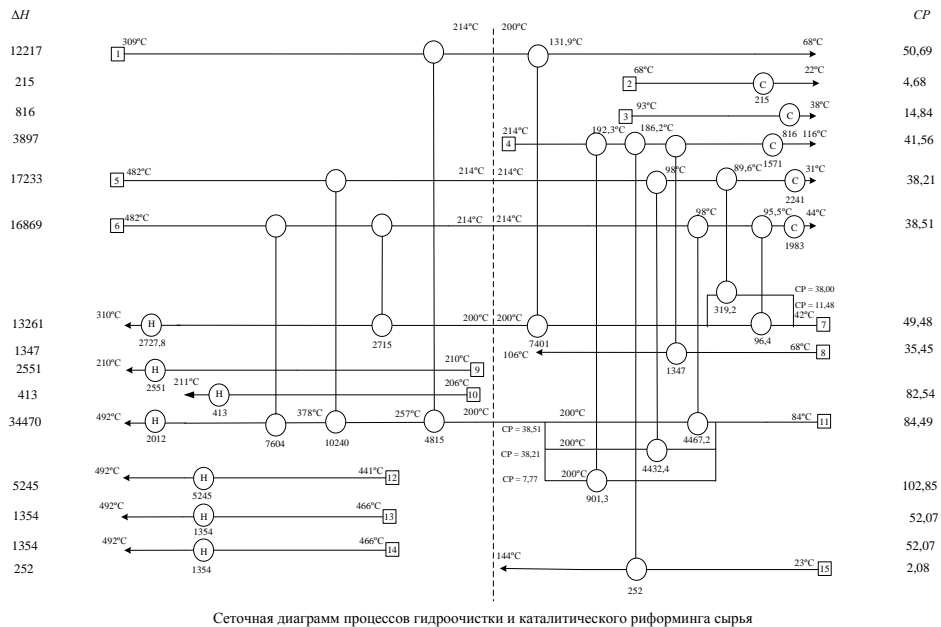 ΔH CP
309°C 214°C 200°C 131,9°C 68°C
12217 1 50,69
68°C 22°C
215 2 C 4,68
215
93°C 38°C
816 3 C 14,84
214°C 192,3°C 186,2°C 816 116°C
3897 4 C 41,56
1571
482°C 214°C 214°C 98°C 89,6°C 31°C
17233 5 C 38,21
2241
482°C 214°C 214°C 98°C 95,5°C 44°C
16869 6 C 38,51
1983
CP = 38,00
319,2
CP = 11,48
310°C 200°C 200°C 42°C
13261 H 7 49,48
2727,8 2715 7401 96,4
106°C 68°C
1347 8 35,45
1347
210°C 210°C
2551 H 9
2551
211°C 206°C
413 H 10 82,54
413
492°C 378°C 257°C 200°C 200°C 84°C
34470 H 11 84,49
2012 7604 10240 4815 4467,2
CP = 38,51
200°C
CP = 38,21 4432,4
200°C
CP = 7,77
901,3
492°C 441°C
5245 H 12 102,85
5245
492°C 466°C
1354 H 13 52,07
1354
492°C 466°C
1354 H 14 52,07
1354
144°C 23°C
252 15 2,08
252
Сеточная диаграмм процессов гидроочистки и каталитического риформинга сырья